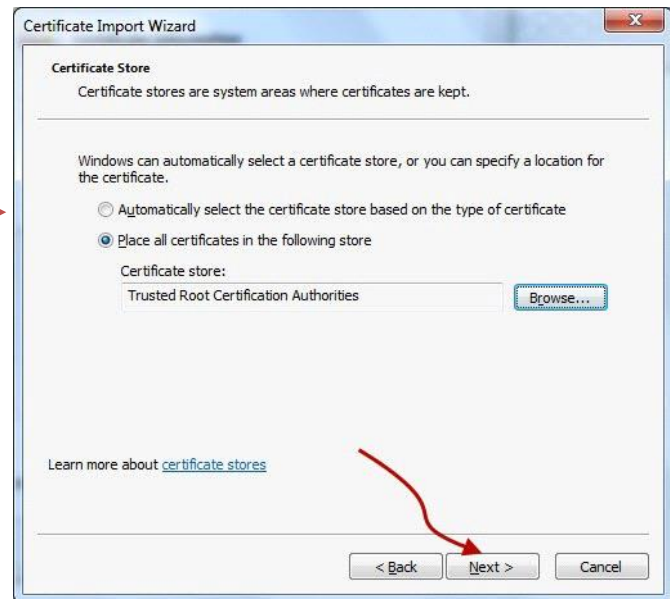 Certificate Import Wizard
Certificate Store
Certificate stores are system areas where certificates are kept.
Windows can automatically select a certificate store, or you can specify a location for
the certificate.
Automatically select the certificate store based on the type of certificate
Place all certificates in the following store
Certificate store:
Trusted Root Certification Authorities
Browse...
Learn more about certificate stores
< Back
Next >
Cancel